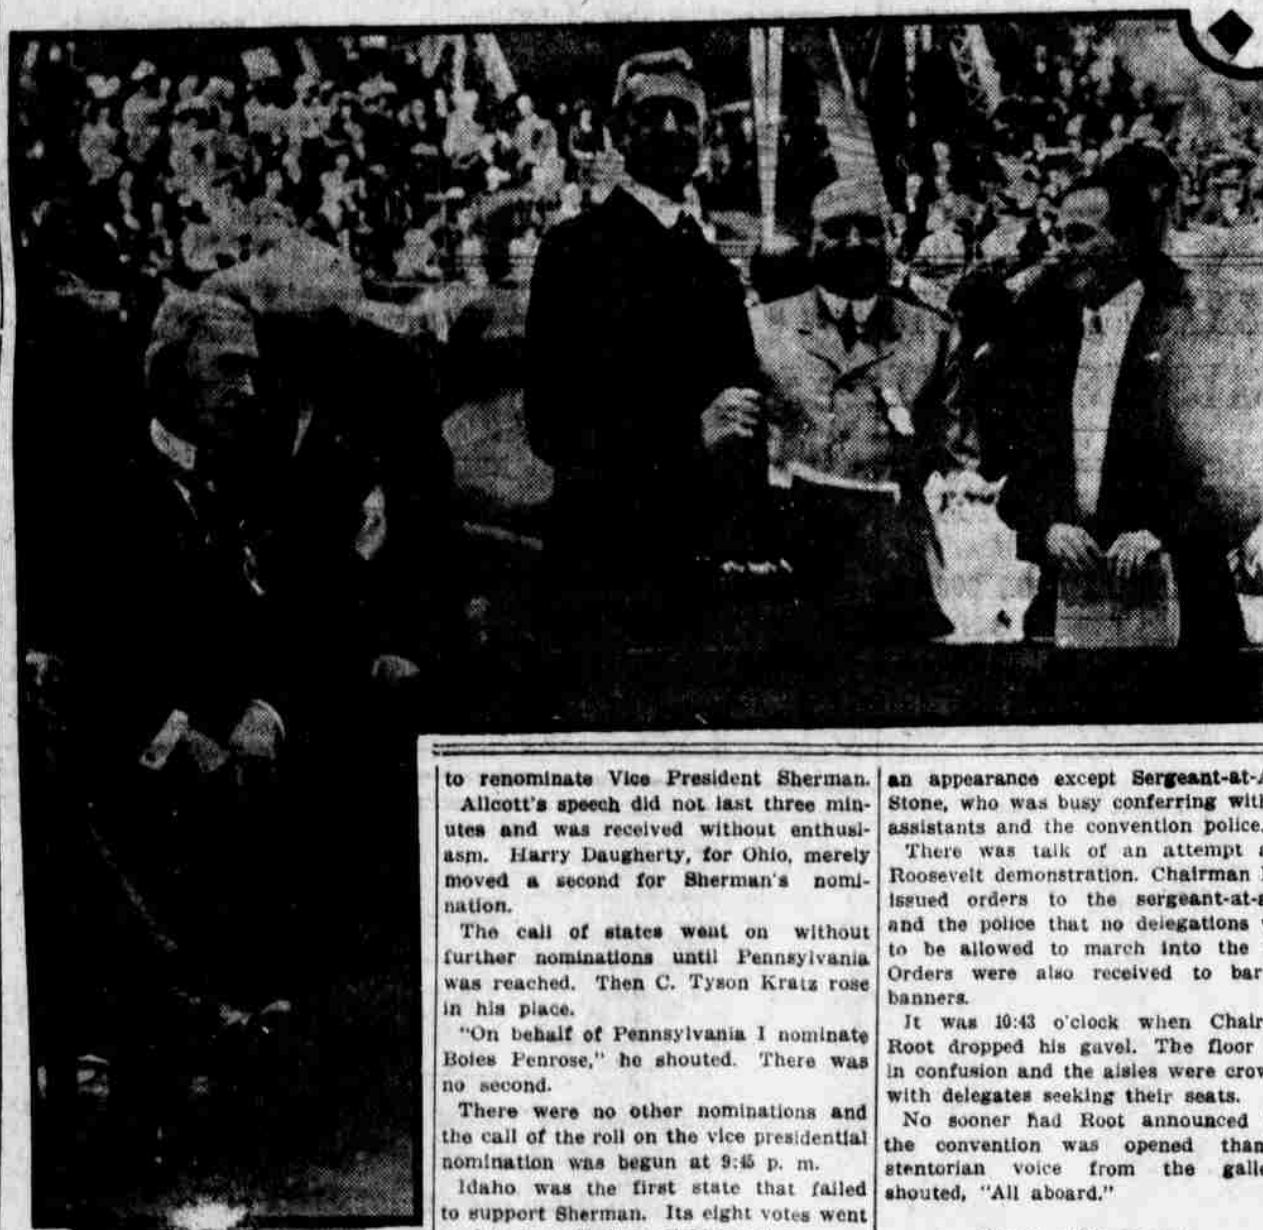 to renominate Vice President Sherman.
Allcott's speech did not last three min-
utes and was received without enthusi-
asm. Harry Daugherty, for Ohio, merely
moved a second for Sherman's nomi-
nation.
The call of states went on without
further nominations until Pennsylvania
was reached. Then C. Tyson Kratz rose
in his place.
"On behalf of Pennsylvania I nominate
Boies Penrose," he shouted. There was
no second.
There were no other nominations and
the call of the roll on the vice presidential
nomination was begun at 9:45 p. m.
Idaho was the first state that failed
to support Sherman. Its eight votes went
an appearance except Sergeant-at-
Stone, who was busy conferring with
assistants and the convention police.
There was talk of an attempt
Roosevelt demonstration. Chairman
issued orders to the sergeant-at-
and the police that no delegations
to be allowed to march into the
Orders were also received to bar
banners.
It was 10:43 o'clock when Chair
Root dropped his gavel. The floor
in confusion and the aisles were crow
with delegates seeking their seats.
No sooner had Root announced
the convention was opened than
stentorian voice from the galle
shouted, "All aboard."